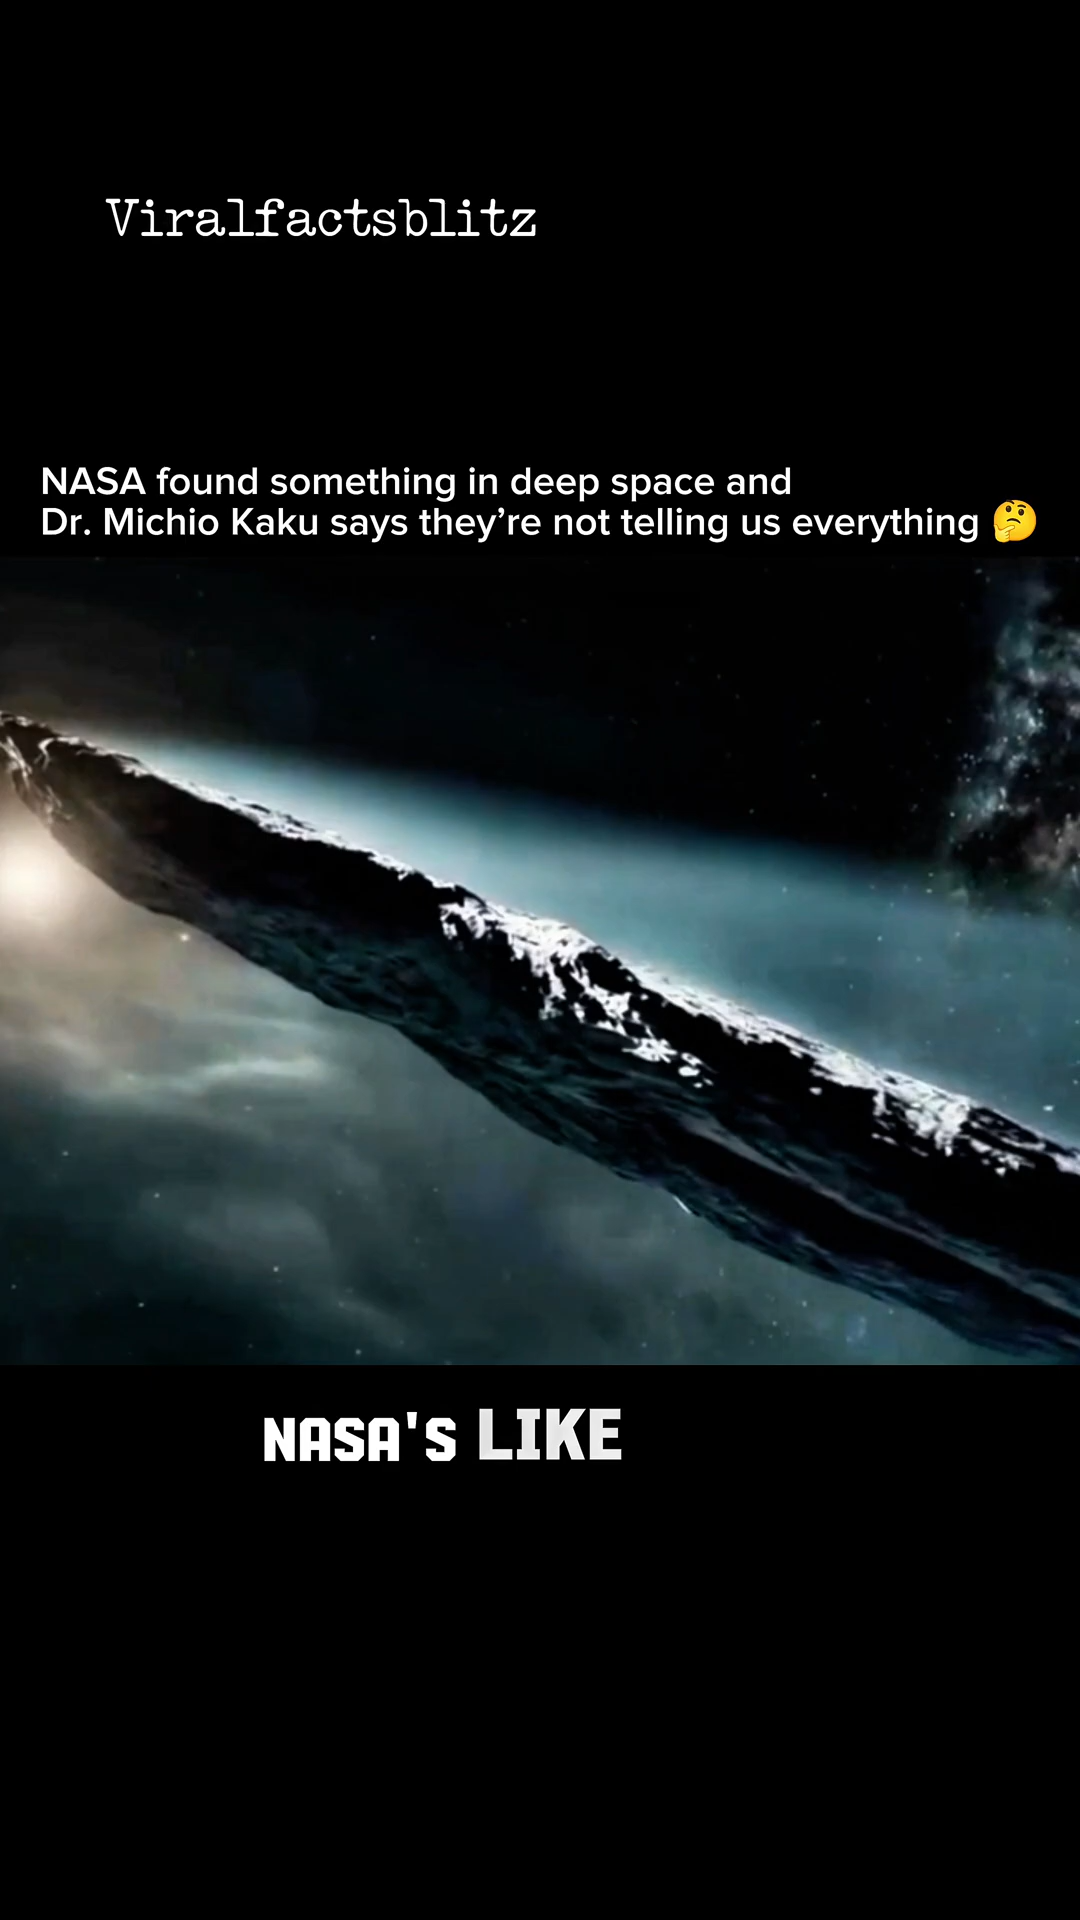 Viralfactsblitz
NASA found something in deep space and
Dr. Michio Kaku says they’re not telling us everything 🤔
NASA's LIKE